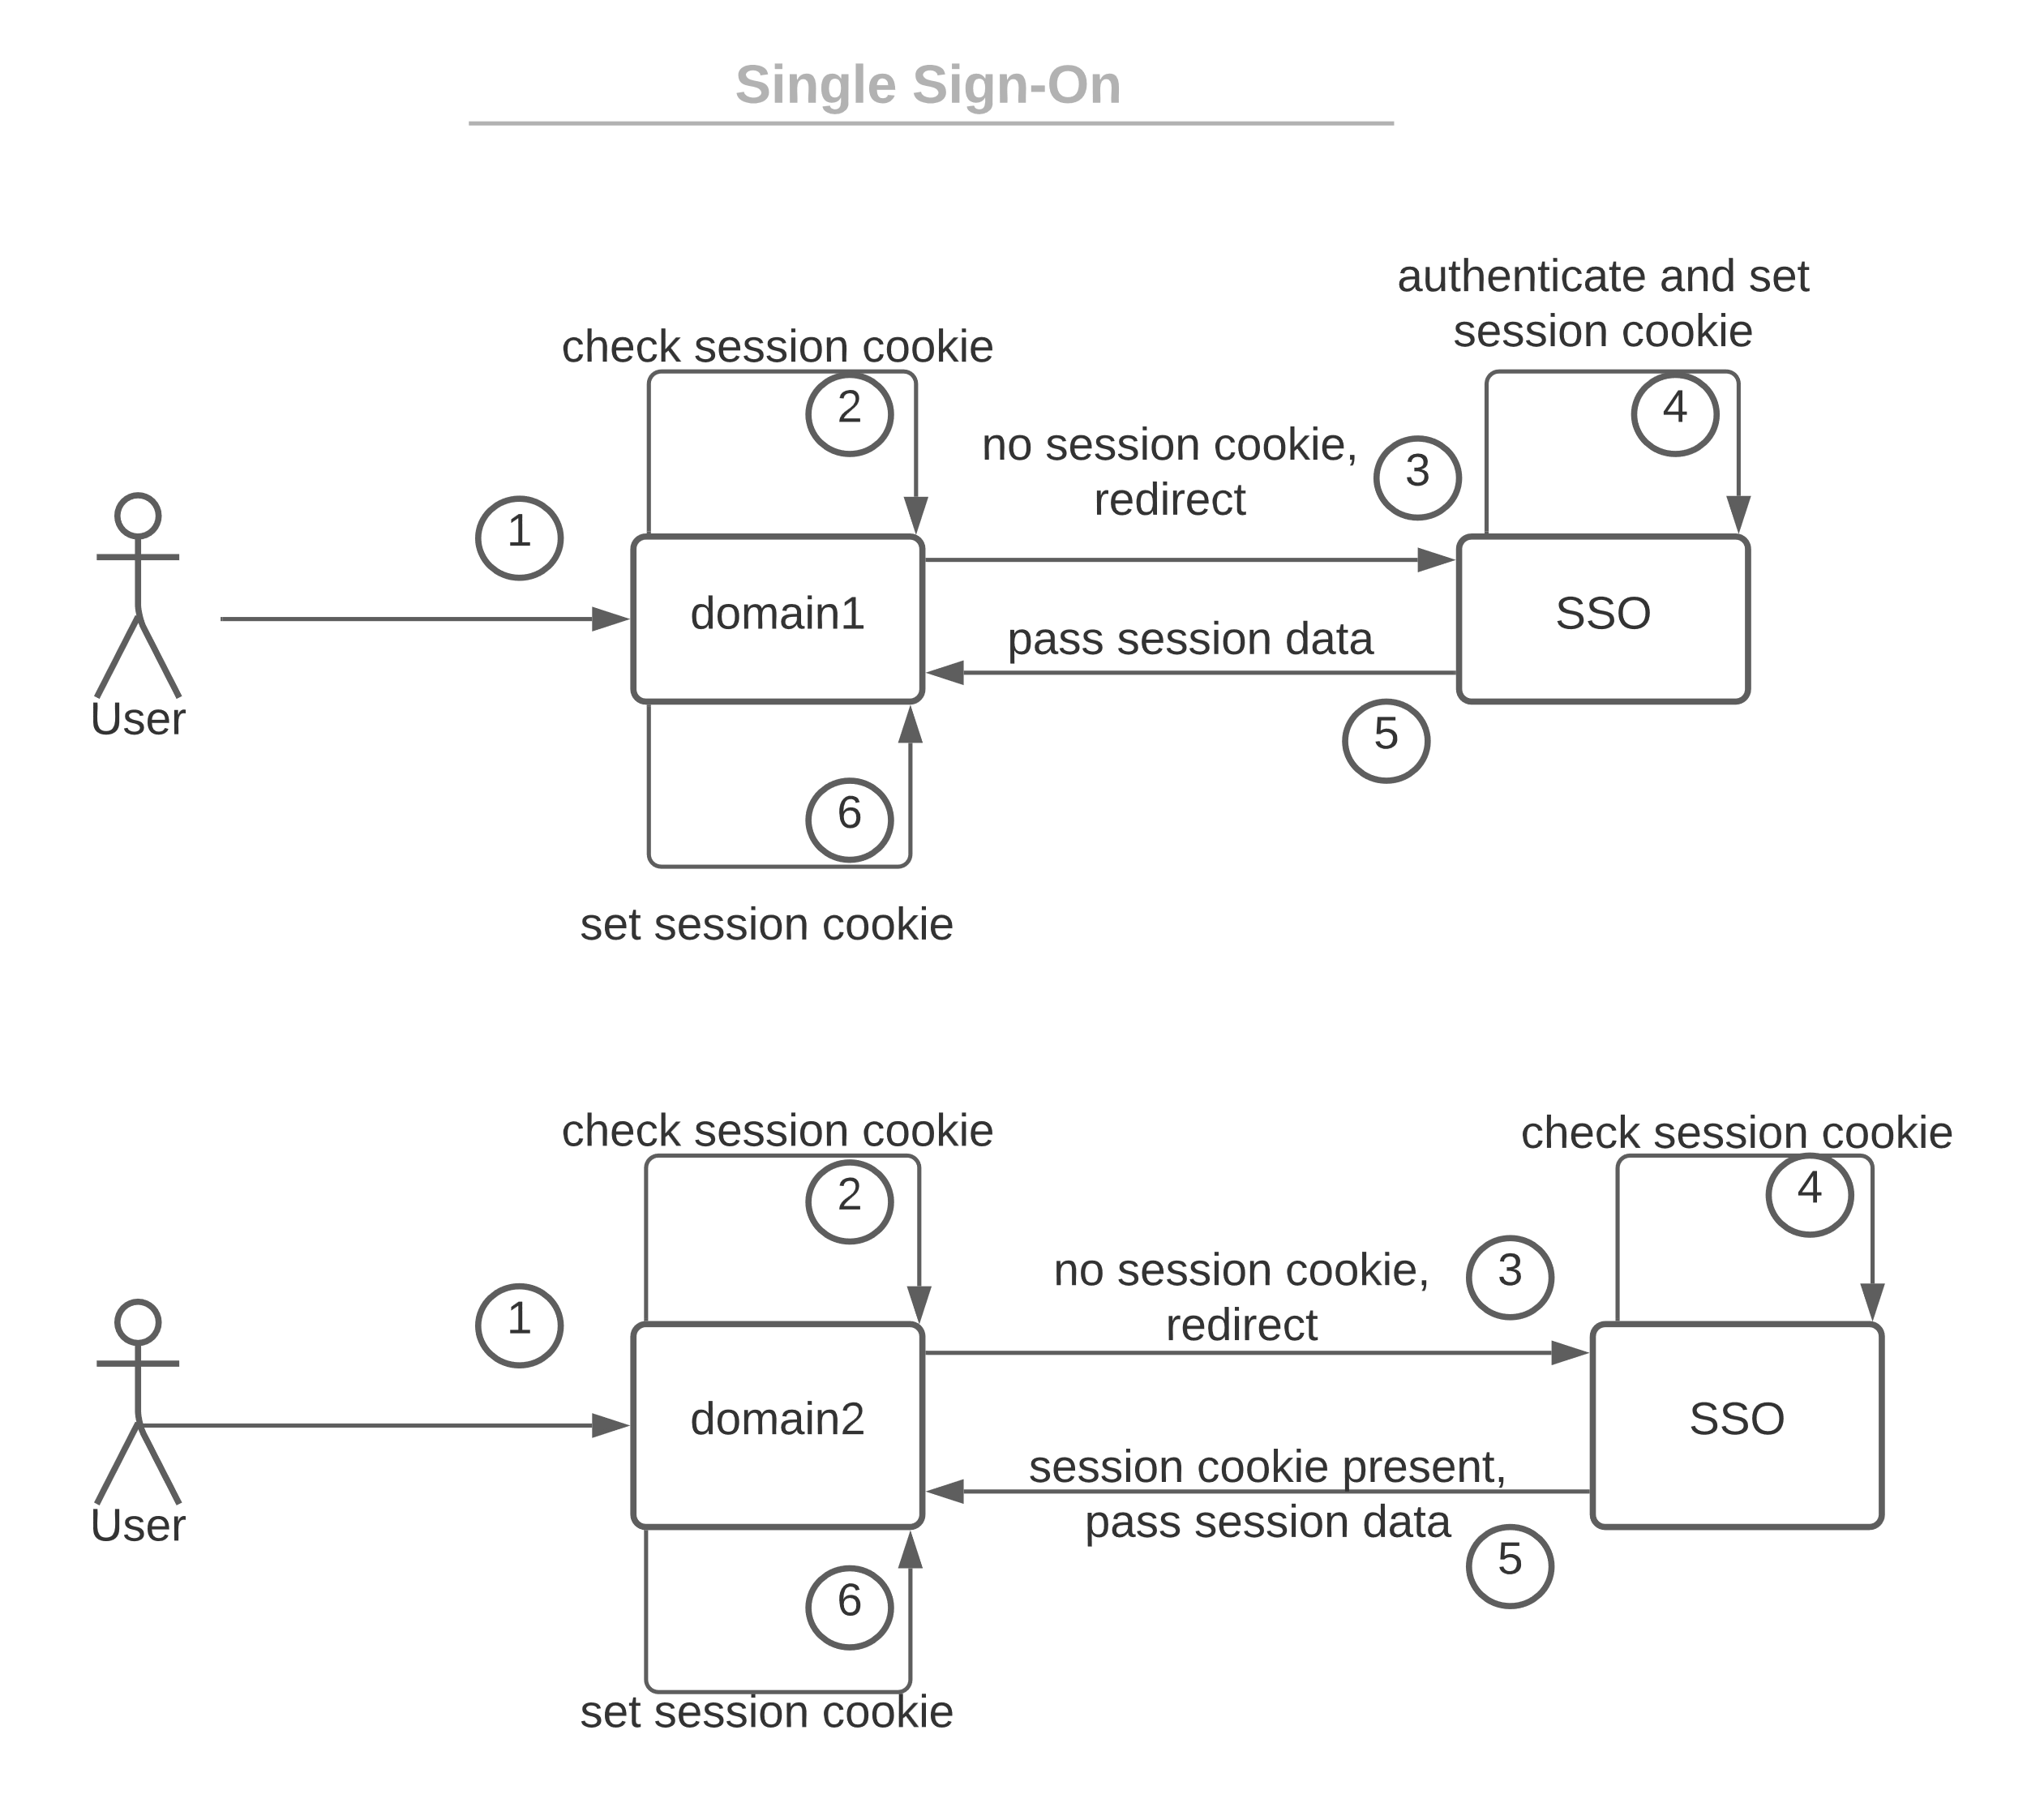 Single Sign-On
authenticate and set
session cookie
check session cookie
2
4
no session cookie,
redirect
3
1
domain1
SSO
pass session data
User
5
6
set session cookie
check session cookie
check session cookie
2
4
no session cookie,
redirect
3
1
domain2
SSO
session cookie present,
pass session data
User
5
6
set session cookie